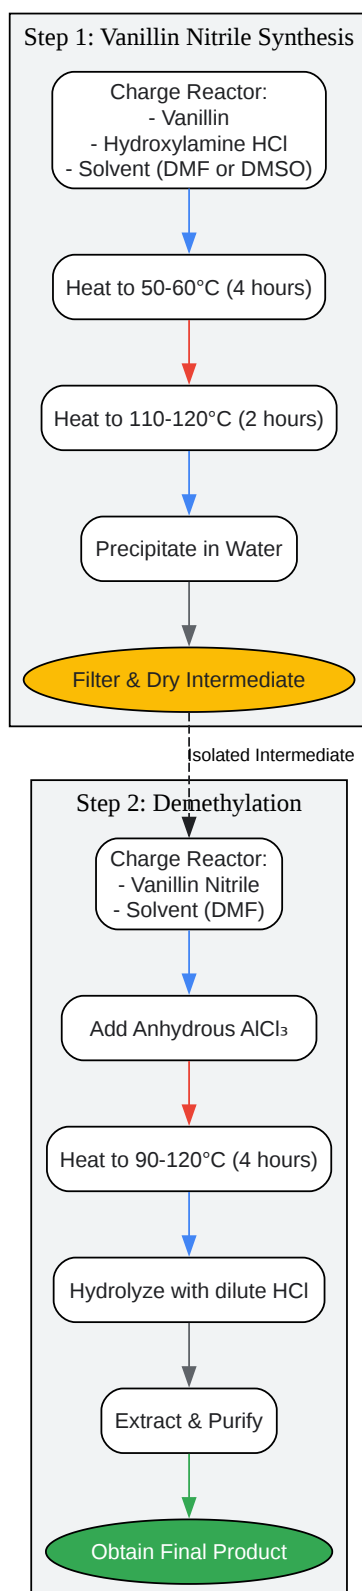 Step 1: Vanillin Nitrile Synthesis
Charge Reactor:
- Vanillin
- Hydroxylamine HCl
- Solvent (DMF or DMSO)
Heat to 50-60°C (4 hours)
Heat to 110-120°C (2 hours)
Precipitate in Water
Filter & Dry Intermediate
Isolated Intermediate
Step 2: Demethylation
Charge Reactor:
- Vanillin Nitrile
- Solvent (DMF)
Add Anhydrous AlCl₃
Heat to 90-120°C (4 hours)
Hydrolyze with dilute HCl
Extract & Purify
Obtain Final Product